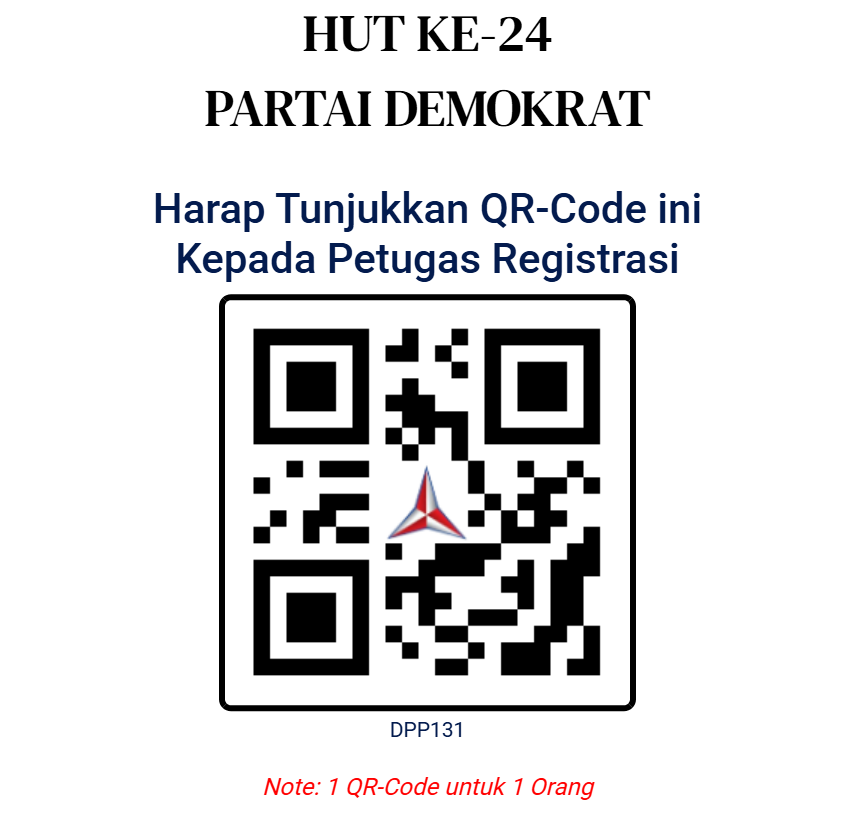 HUT KE-24
PARTAI DEMOKRAT
Harap Tunjukkan QR-Code ini
Kepada Petugas Registrasi
DPP131
Note: 1 QR-Code untuk 1 Orang